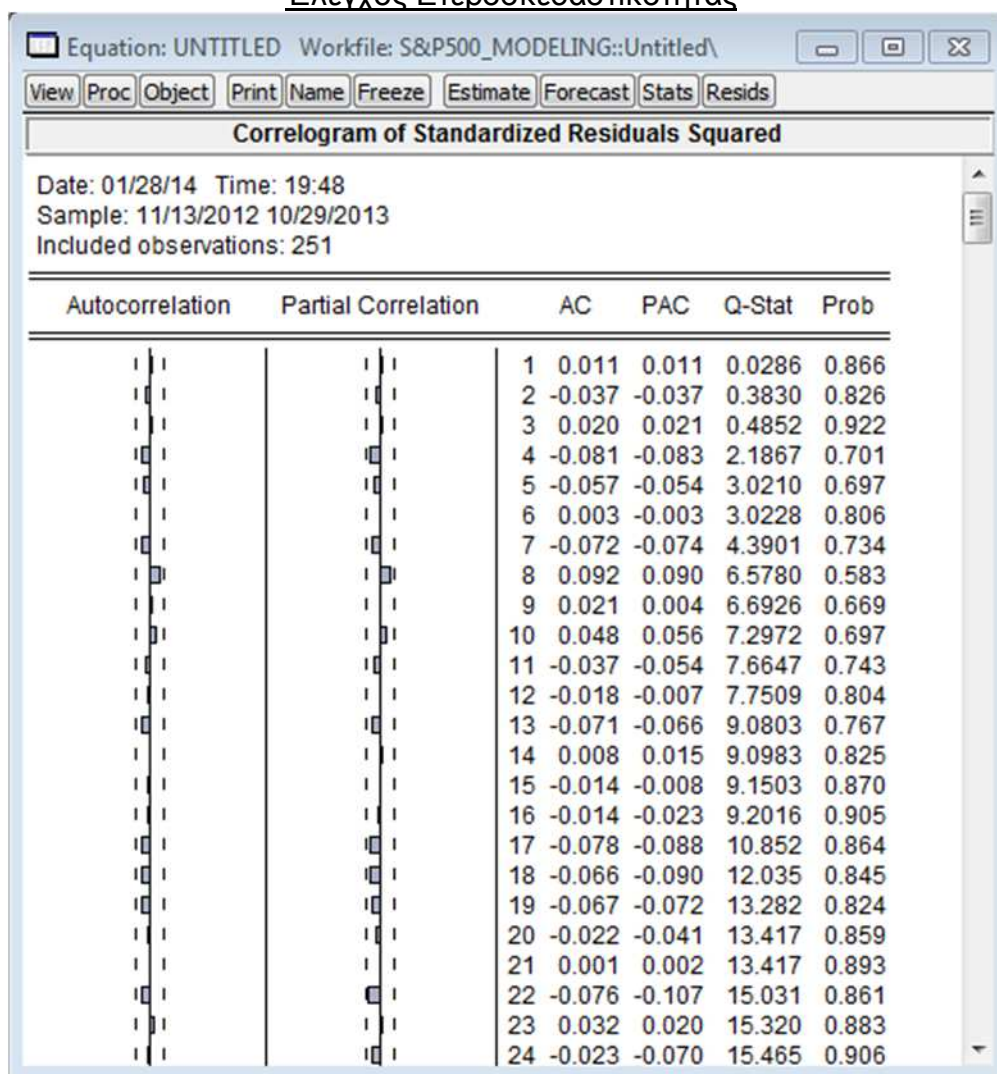 Έλεγχος Ετεροσκεδαστικότητας
Equation: UNTITLED Workfile: S&P500_MODELING::Untitled\
View Proc Object Print Name Freeze Estimate Forecast Stats Resids
Correlogram of Standardized Residuals Squared
Date: 01/28/14 Time: 19:48
Sample: 11/13/2012 10/29/2013
Included observations: 251
Autocorrelation Partial Correlation AC PAC Q-Stat Prob
1 0.011 0.011 0.0286 0.866
2 -0.037 -0.037 0.3830 0.826
3 0.020 0.021 0.4852 0.922
4 -0.081 -0.083 2.1867 0.701
5 -0.057 -0.054 3.0210 0.697
6 0.003 -0.003 3.0228 0.806
7 -0.072 -0.074 4.3901 0.734
8 0.092 0.090 6.5780 0.583
9 0.021 0.004 6.6926 0.669
10 0.048 0.056 7.2972 0.697
11 -0.037 -0.054 7.6647 0.743
12 -0.018 -0.007 7.7509 0.804
13 -0.071 -0.066 9.0803 0.767
14 0.008 0.015 9.0983 0.825
15 -0.014 -0.008 9.1503 0.870
16 -0.014 -0.023 9.2016 0.905
17 -0.078 -0.088 10.852 0.864
18 -0.066 -0.090 12.035 0.845
19 -0.067 -0.072 13.282 0.824
20 -0.022 -0.041 13.417 0.859
21 0.001 0.002 13.417 0.893
22 -0.076 -0.107 15.031 0.861
23 0.032 0.020 15.320 0.883
24 -0.023 -0.070 15.465 0.906